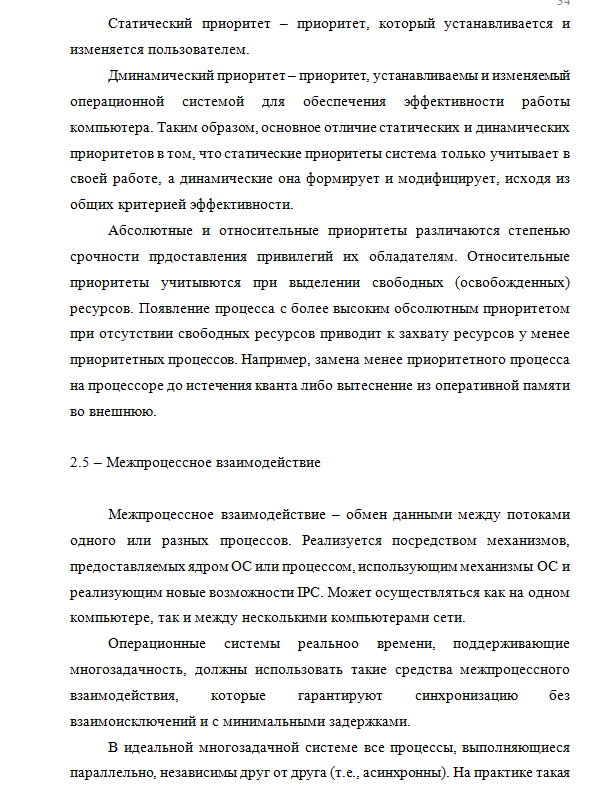 34
Статический приоритет – приоритет, который устанавливается и
изменяется пользователем.
Дминамический приоритет – приоритет, устанавливаемы и изменяемый
операционной системой для обеспечения эффективности работы
компьютера. Таким образом, основное отличие статических и динамических
приоритетов в том, что статические приоритеты система только учитывает в
своей работе, а динамические она формирует и модифицирует, исходя из
общих критерией эффективности.
Абсолютные и относительные приоритеты различаются степенью
срочности прдоставления привилегий их обладателям. Относительные
приоритеты учитывются при выделении свободных (освобожденных)
ресурсов. Появление процесса с более высоким абсолютным приоритетом
при отсутствии свободных ресурсов приводит к захвату ресурсов у менее
приоритетных процессов. Например, замена менее приоритетного процесса
на процессоре до истечения кванта либо вытеснение из оперативной памяти
во внешнюю.
2.5 – Межпроцессное взаимодействие
Межпроцессное взаимодействие – обмен данными между потоками
одного или разных процессов. Реализуется посредством механизмов,
предоставляемых ядром ОС или процессом, использующим механизмы ОС и
реализующим новые возможности IPC. Может осуществляться как на одном
компьютере, так и между несколькими компьютерами сети.
Операционные системы реальноо времени, поддерживающие
многозадачность, должны использовать такие средства межпроцессного
взаимодействия, которые гарантируют синхронизацию без
взаимоисключений и с минимальными задержками.
В идеальной многозадачной системе все процессы, выполняющиеся
параллельно, независимы друг от друга (т.е., асинхронны). На практике такая